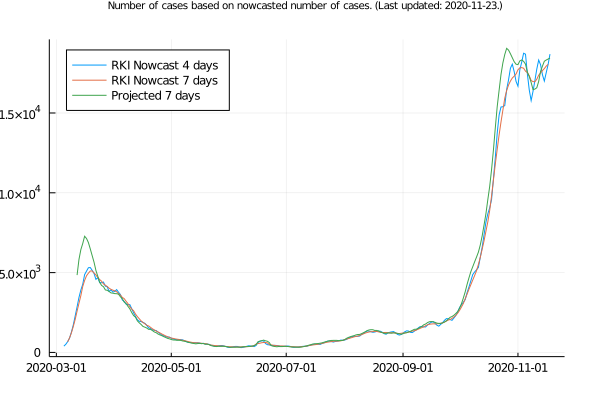 Number of cases based on nowcasted number of cases. (Last updated: 2020-11-23.)
RKI Nowcast 4 days
RKI Nowcast 7 days
Projected 7 days
1.5×10⁴
1.0×10⁴
5.0×10³
0
2020-03-01 2020-05-01 2020-07-01 2020-09-01 2020-11-01